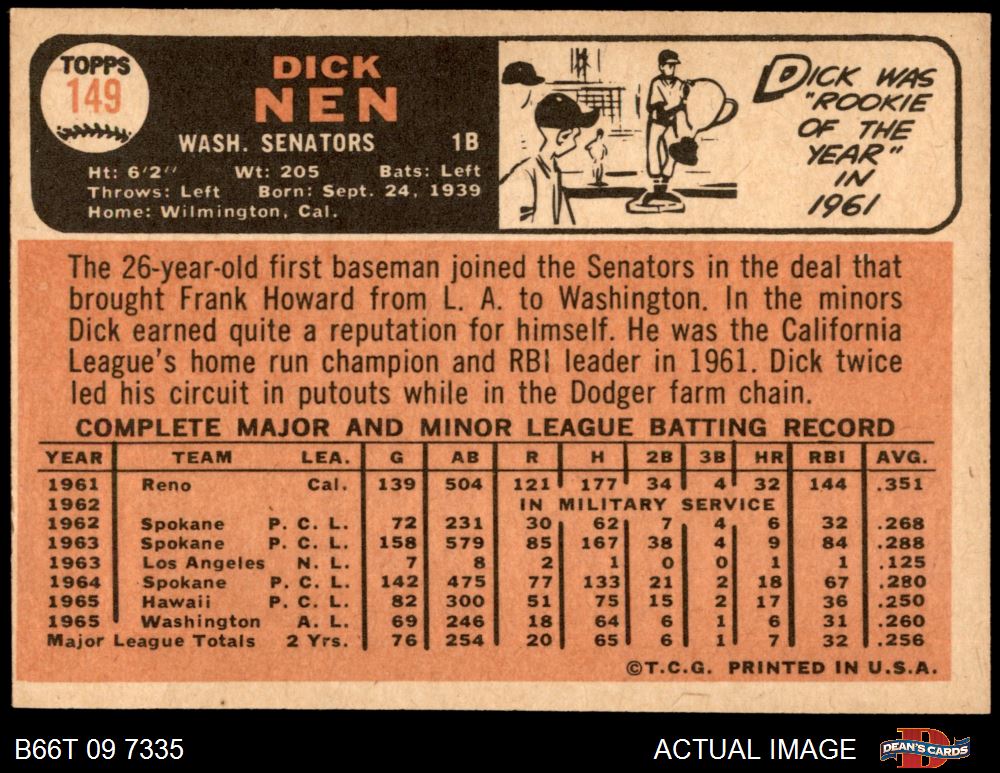 TOPPS
149
DICK
NEN
WASH. SENATORS 1B
Ht: 6'2" Wt: 205 Bats: Left
Throws: Left Born: Sept. 24, 1939
Home: Wilmington, Cal.
DICK WAS
"ROOKIE
OF THE
YEAR"
IN
1961
The 26-year-old first baseman joined the Senators in the deal that
brought Frank Howard from L. A. to Washington. In the minors
Dick earned quite a reputation for himself. He was the California
League's home run champion and RBI leader in 1961. Dick twice
led his circuit in putouts while in the Dodger farm chain.
COMPLETE MAJOR AND MINOR LEAGUE BATTING RECORD
YEAR TEAM LEA. G AB R H 2B 3B HR RBI AVG.
1961 Reno Cal. 139 504 121 177 34 4 32 144 .351
1962 IN MILITARY SERVICE
1962 Spokane P. C. L. 72 231 30 62 7 4 6 32 .268
1963 Spokane P. C. L. 158 579 85 167 38 4 9 84 .288
1963 Los Angeles N. L. 7 8 2 1 0 0 1 1 .125
1964 Spokane P. C. L. 142 475 77 133 21 2 18 67 .280
1965 Hawaii P. C. L. 82 300 51 75 15 2 17 36 .250
1965 Washington A. L. 69 246 18 64 6 1 6 31 .260
Major League Totals 2 Yrs. 76 254 20 65 6 1 7 32 .256
©T.C.G. PRINTED IN U.S.A.
B66T 09 7335 ACTUAL IMAGE
DEAN'S CARDS